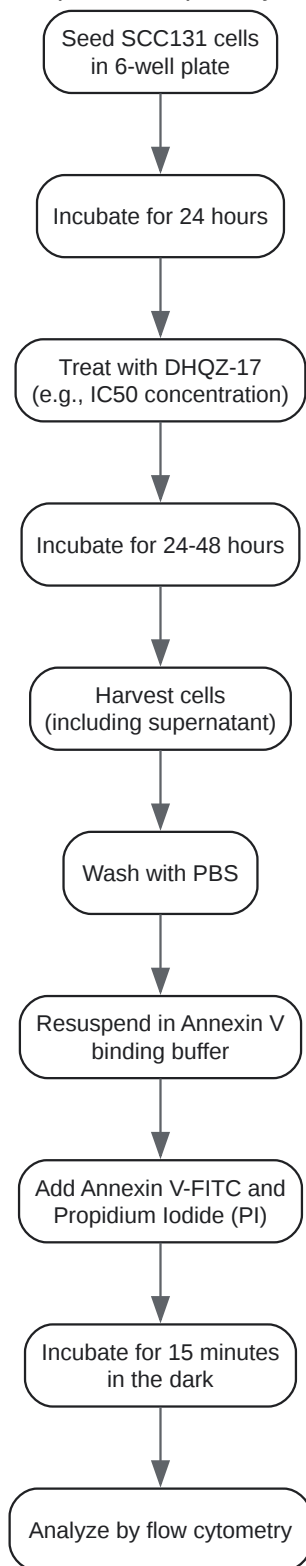 Seed SCC131 cells
in 6-well plate
Incubate for 24 hours
Treat with DHQZ-17
(e.g., IC50 concentration)
Incubate for 24-48 hours
Harvest cells
(including supernatant)
Wash with PBS
Resuspend in Annexin V
binding buffer
Add Annexin V-FITC and
Propidium Iodide (PI)
Incubate for 15 minutes
in the dark
Analyze by flow cytometry